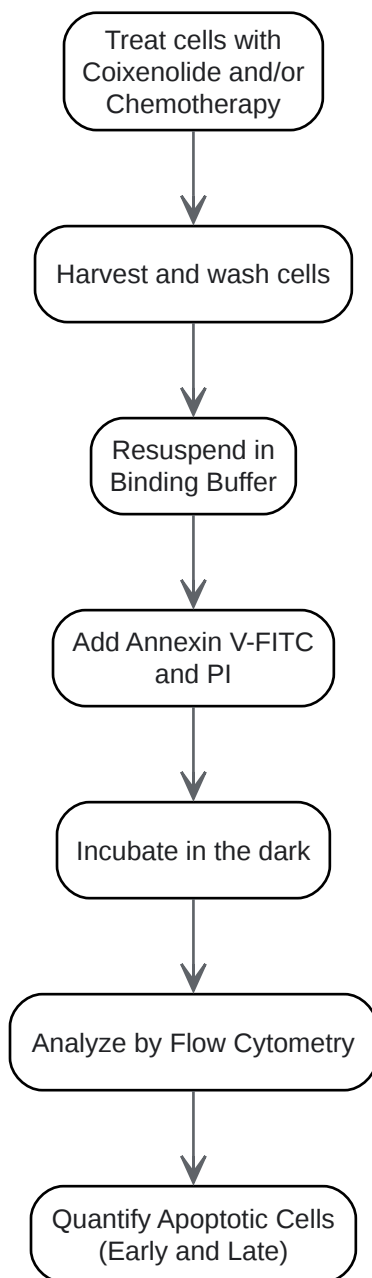 Treat cells with
Coixenolide and/or
Chemotherapy
Harvest and wash cells
Resuspend in
Binding Buffer
Add Annexin V-FITC
and PI
Incubate in the dark
Analyze by Flow Cytometry
Quantify Apoptotic Cells
(Early and Late)